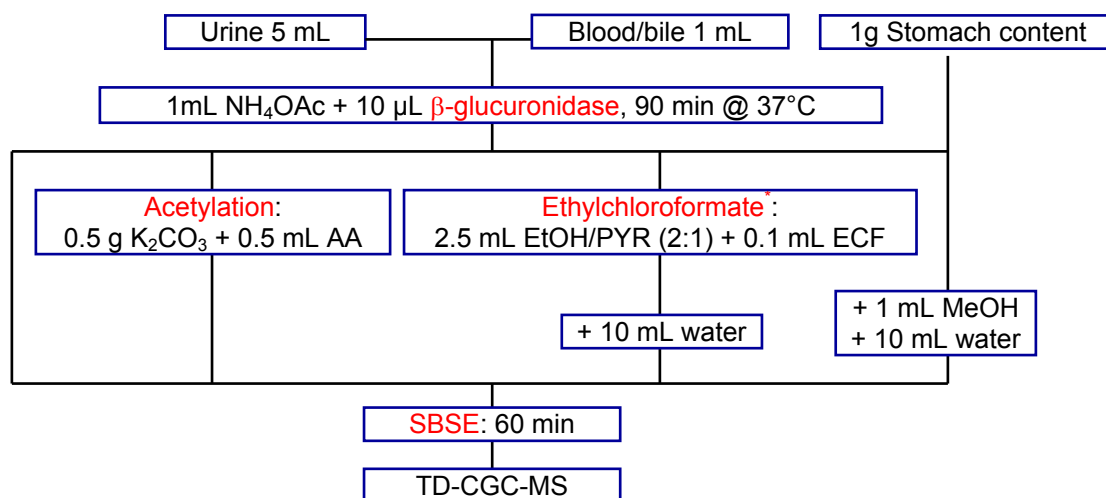 Urine 5 mL
Blood/bile 1 mL
1g Stomach content
1mL NH₄OAc + 10 µL β-glucuronidase, 90 min @ 37°C
Acetylation:
0.5 g K₂CO₃ + 0.5 mL AA
Ethylchloroformate*:
2.5 mL EtOH/PYR (2:1) + 0.1 mL ECF
+ 10 mL water
+ 1 mL MeOH
+ 10 mL water
SBSE: 60 min
TD-CGC-MS